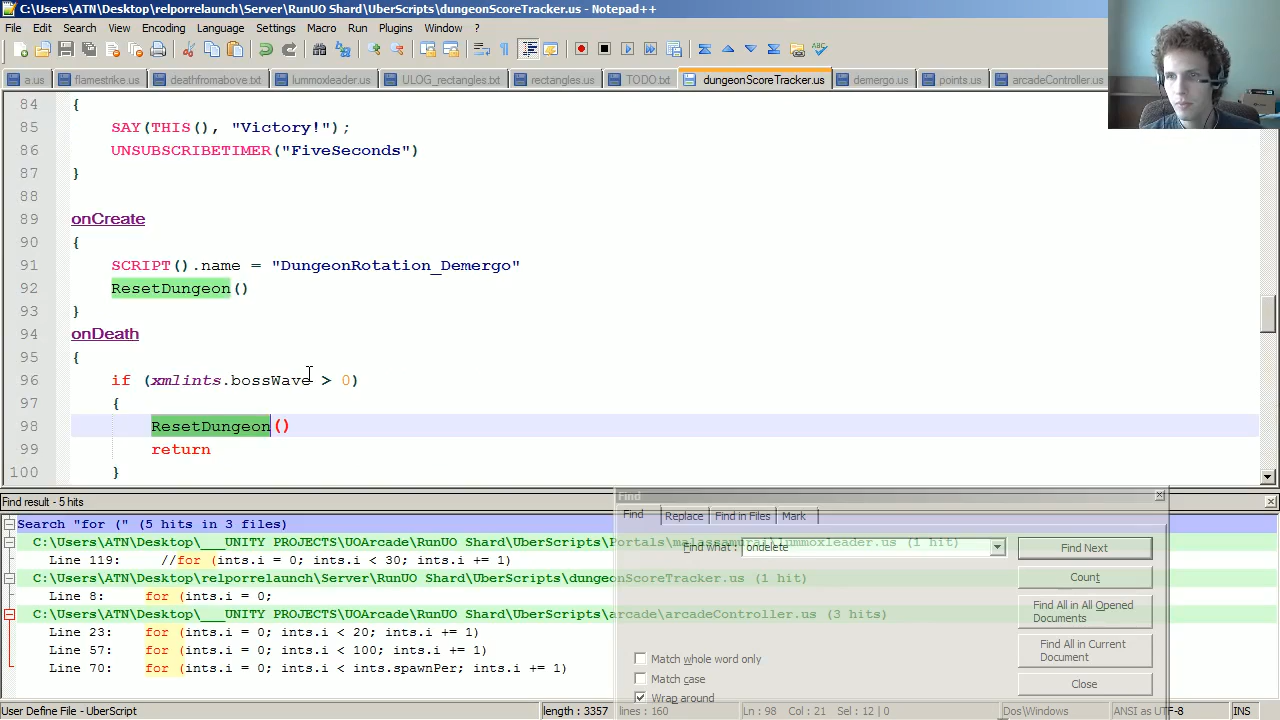 C:\Users\ATN\Desktop\relporrelaunch\Server\RunUO Shard\UberScripts\dungeonScoreTracker.us - Notepad++
File Edit Search View Encoding Language Settings Macro Run Plugins Window ?
a.us flamestrike.us deathfromabove.txt lummoxleader.us ULOG_rectangles.txt rectangles.us TODO.txt dungeonScoreTracker.us demergo.us points.us arcadeController.us
84 {
85 SAY(THIS(), "Victory!");
86 UNSUBSCRIBETIMER("FiveSeconds")
87 }
88
89 onCreate
90 {
91 SCRIPT().name = "DungeonRotation_Demergo"
92 ResetDungeon()
93 }
94 onDeath
95 {
96 if (xmlints.bossWave > 0)
97 {
98 ResetDungeon()
99 return
100 }
Find result - 5 hits
Search "for (" (5 hits in 3 files)
C:\Users\ATN\Desktop\___UNITY PROJECTS\UOArcade\RunUO Shard\UberScripts\Portals\malassamurai\lummoxleader.us (1 hit)
Line 119: //for (ints.i = 0; ints.i < 30; ints.i += 1)
C:\Users\ATN\Desktop\relporrelaunch\Server\RunUO Shard\UberScripts\dungeonScoreTracker.us (1 hit)
Line 8: for (ints.i = 0;
C:\Users\ATN\Desktop\___UNITY PROJECTS\UOArcade\RunUO Shard\UberScripts\arcade\arcadeController.us (3 hits)
Line 23: for (ints.i = 0; ints.i < 20; ints.i += 1)
Line 57: for (ints.i = 0; ints.i < 100; ints.i += 1)
Line 70: for (ints.i = 0; ints.i < ints.spawnPer; ints.i += 1)
Find
Find Replace Find in Files Mark
Find what : ondelete
Find Next
Count
Find All in All Opened Documents
Find All in Current Document
Close
Match whole word only
Match case
Wrap around
User Define File - UberScript length : 3357 lines : 160 Ln : 98 Col : 21 Sel : 12 | 0 Dos\Windows ANSI as UTF-8 INS